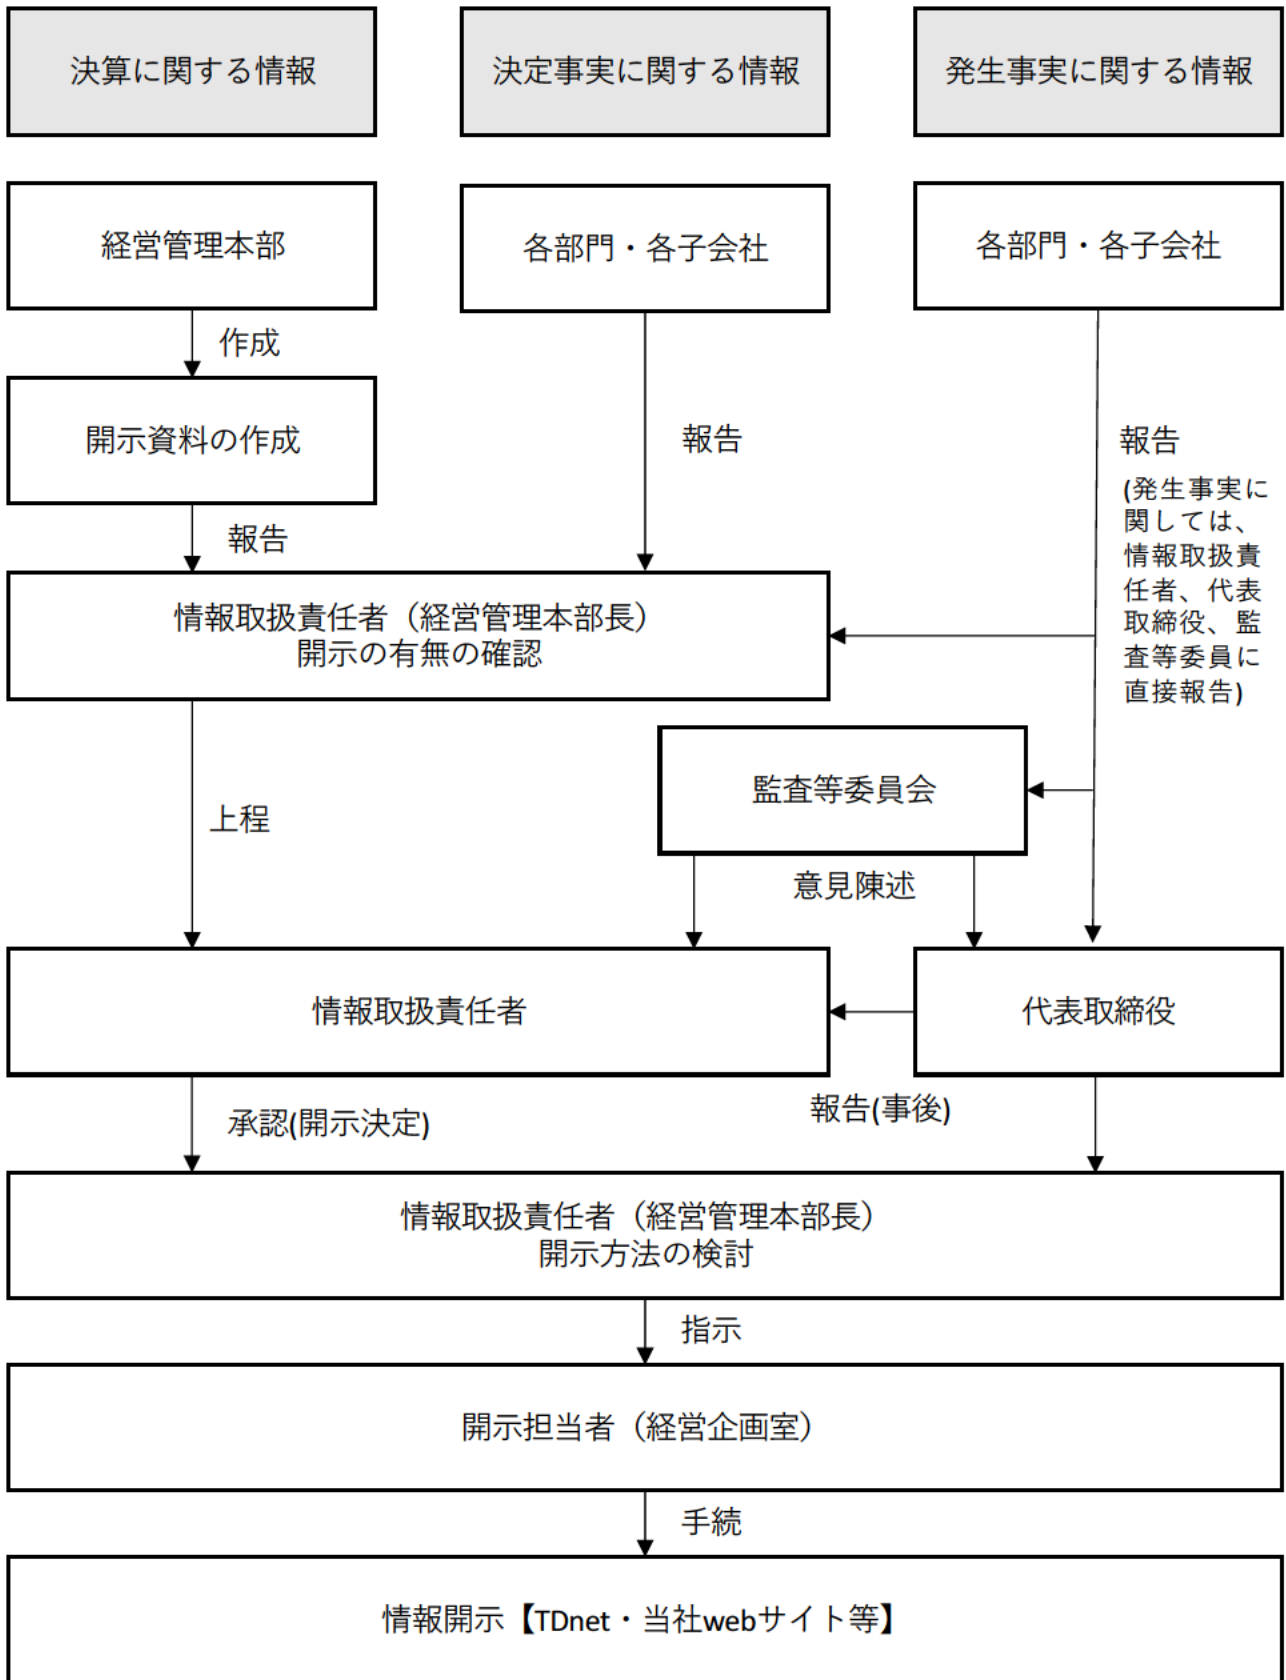 決算に関する情報
決定事実に関する情報
発生事実に関する情報
経営管理本部
各部門・各子会社
各部門・各子会社
作成
開示資料の作成
報告
報告
報告
(発生事実に
関しては、
情報取扱責
任者、代表
取締役、監
査等委員に
直接報告)
情報取扱責任者（経営管理本部長）
開示の有無の確認
監査等委員会
上程
意見陳述
情報取扱責任者
代表取締役
承認(開示決定)
報告(事後)
情報取扱責任者（経営管理本部長）
開示方法の検討
指示
開示担当者（経営企画室）
手続
情報開示【TDnet・当社webサイト等】